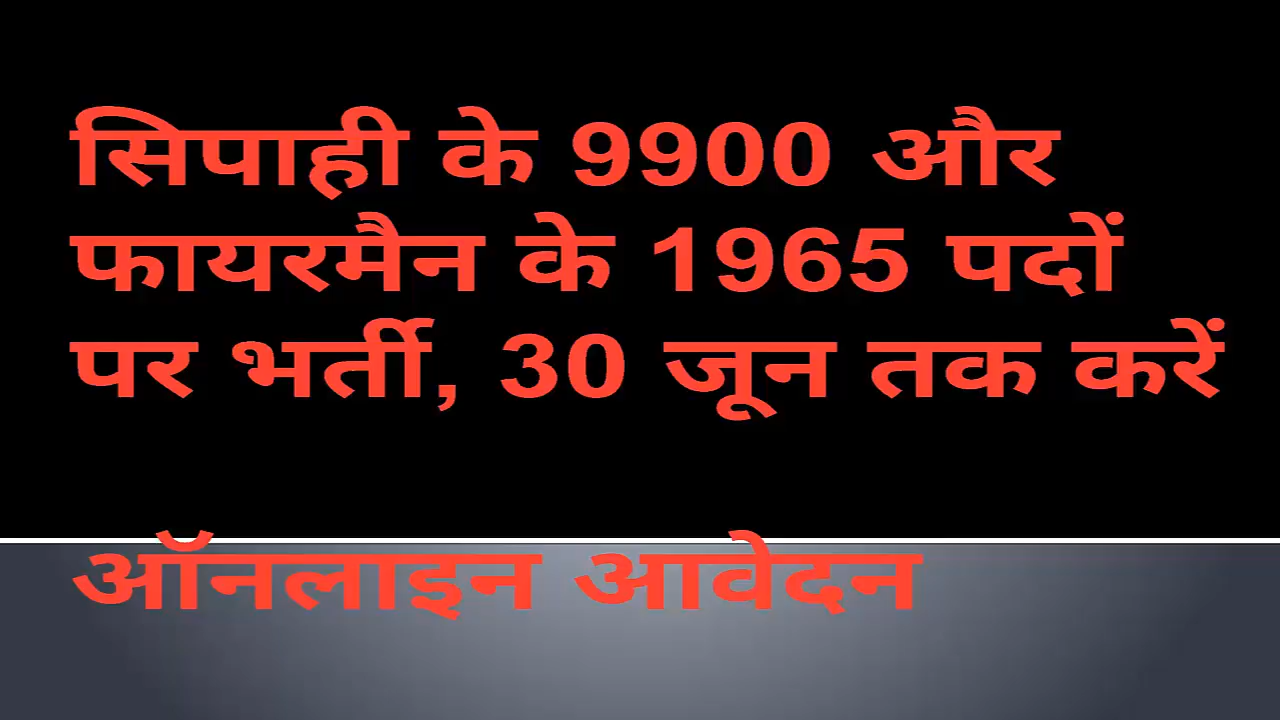 सिपाही के 9900 और
फायरमैन के 1965 पदों
पर भर्ती, 30 जून तक करें
ऑनलाइन आवेदन